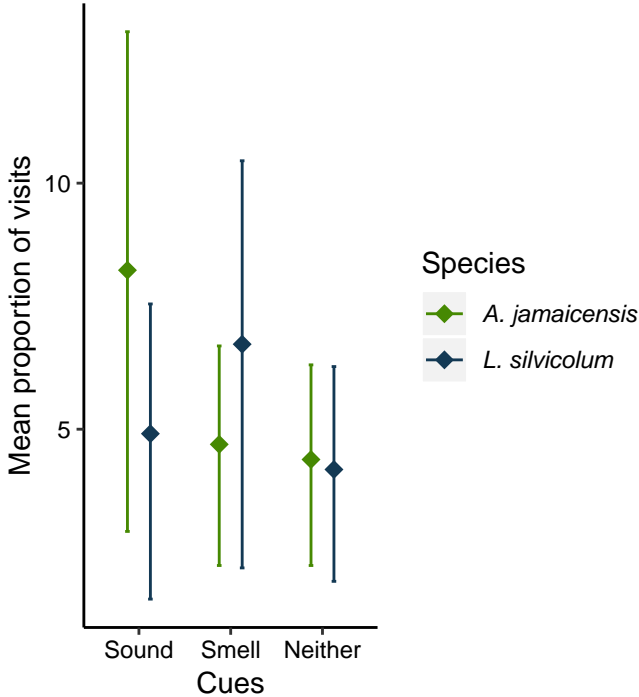 Mean proportion of visits
10
5
Sound Smell Neither
Cues
Species
A. jamaicensis
L. silvicolum